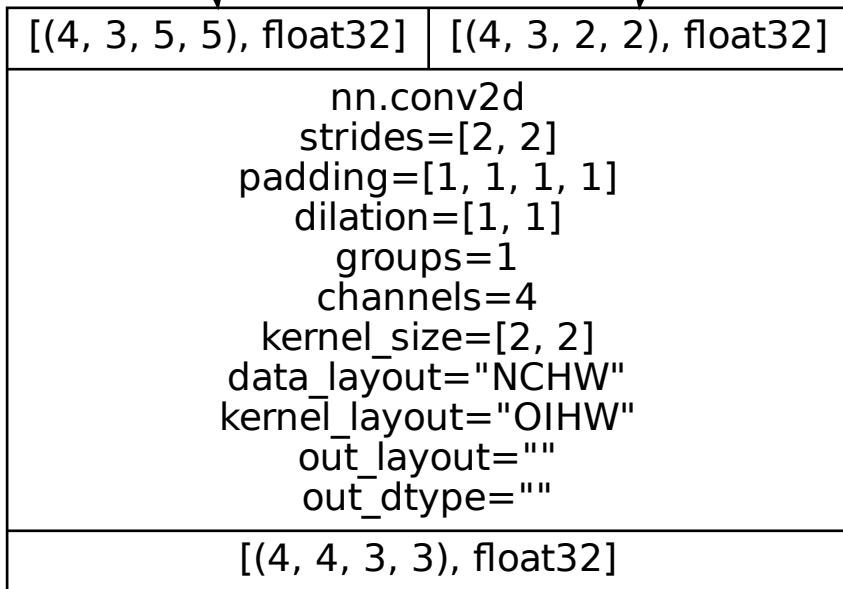 [(4, 3, 5, 5), float32] [(4, 3, 2, 2), float32]
nn.conv2d
strides=[2, 2]
padding=[1, 1, 1, 1]
dilation=[1, 1]
groups=1
channels=4
kernel_size=[2, 2]
data_layout="NCHW"
kernel_layout="OIHW"
out_layout=""
out_dtype=""
[(4, 4, 3, 3), float32]